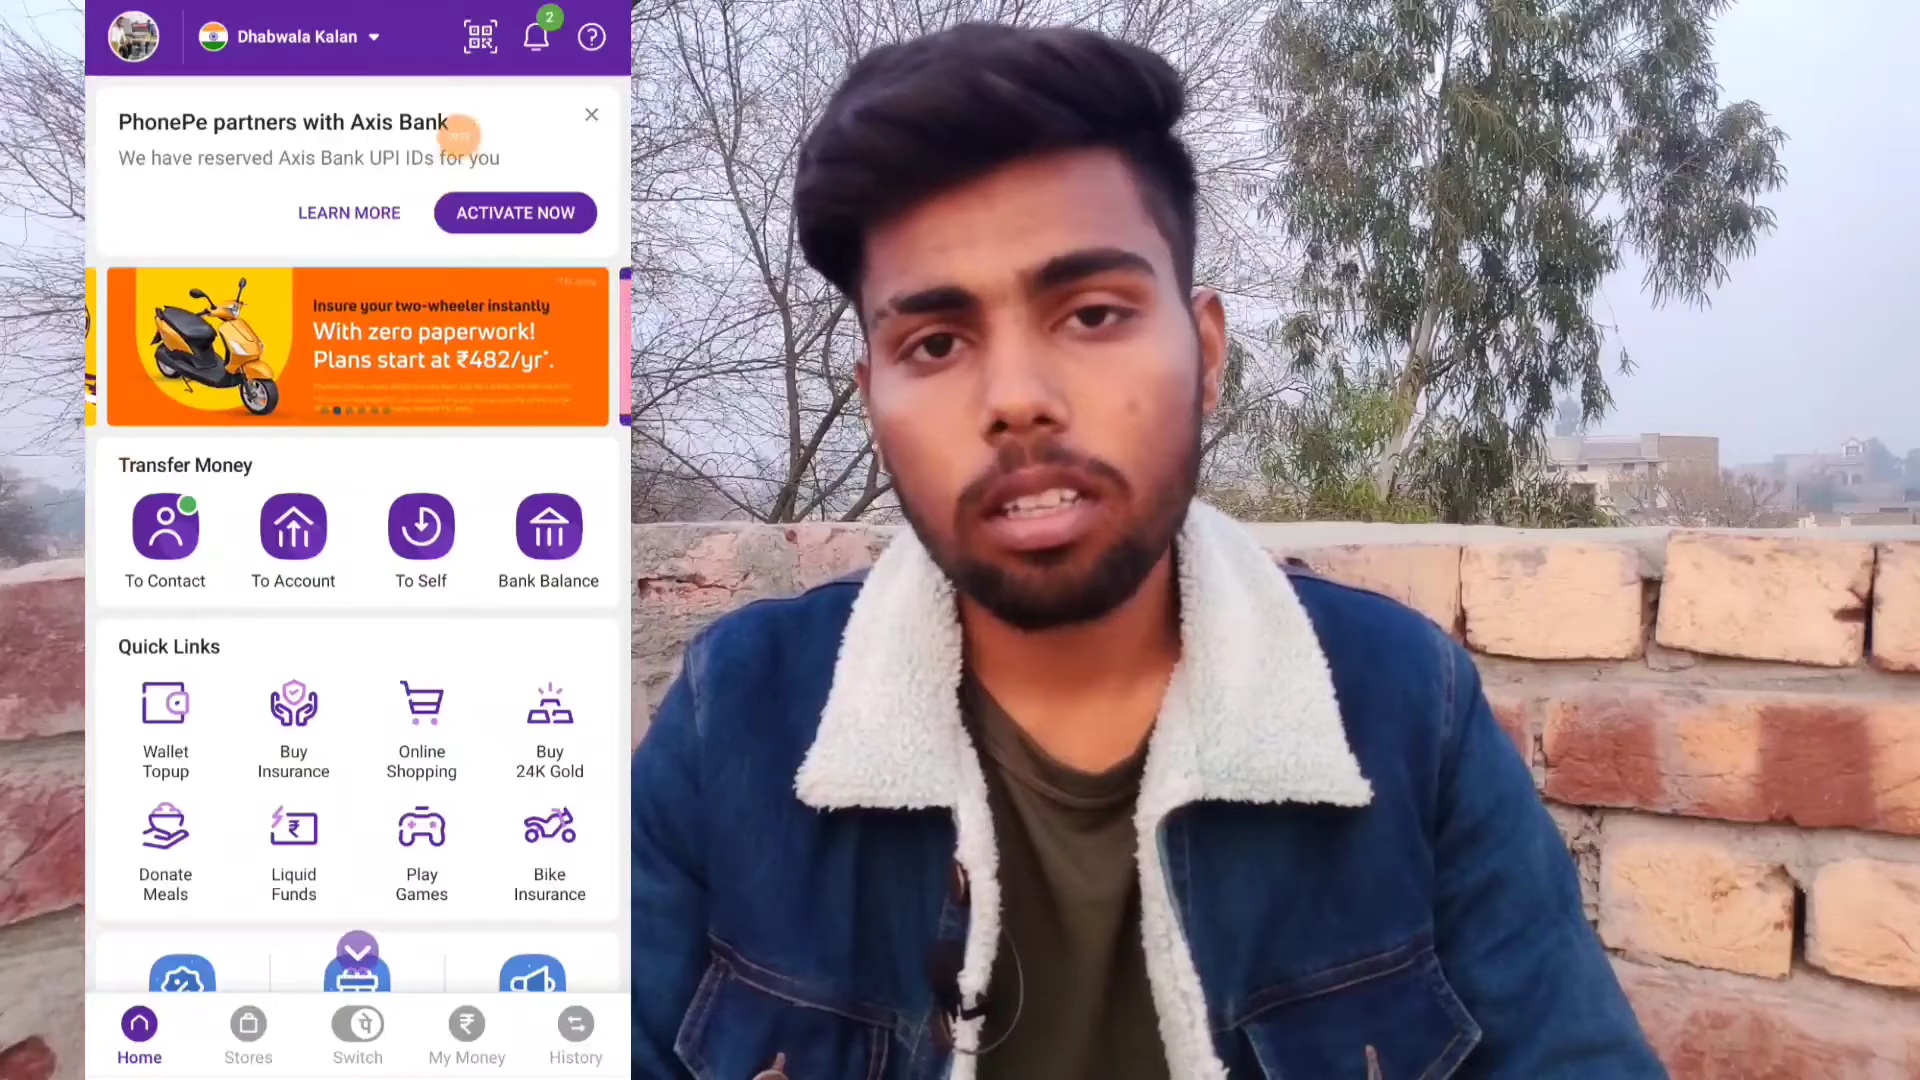 Dhabwala Kalan
2
PhonePe partners with Axis Bank
We have reserved Axis Bank UPI IDs for you
LEARN MORE
ACTIVATE NOW
Insure your two-wheeler instantly
With zero paperwork!
Plans start at ₹482/yr*.
Transfer Money
To Contact
To Account
To Self
Bank Balance
Quick Links
Wallet
Topup
Buy
Insurance
Online
Shopping
Buy
24K Gold
Donate
Meals
Liquid
Funds
Play
Games
Bike
Insurance
Home
Stores
Switch
My Money
History